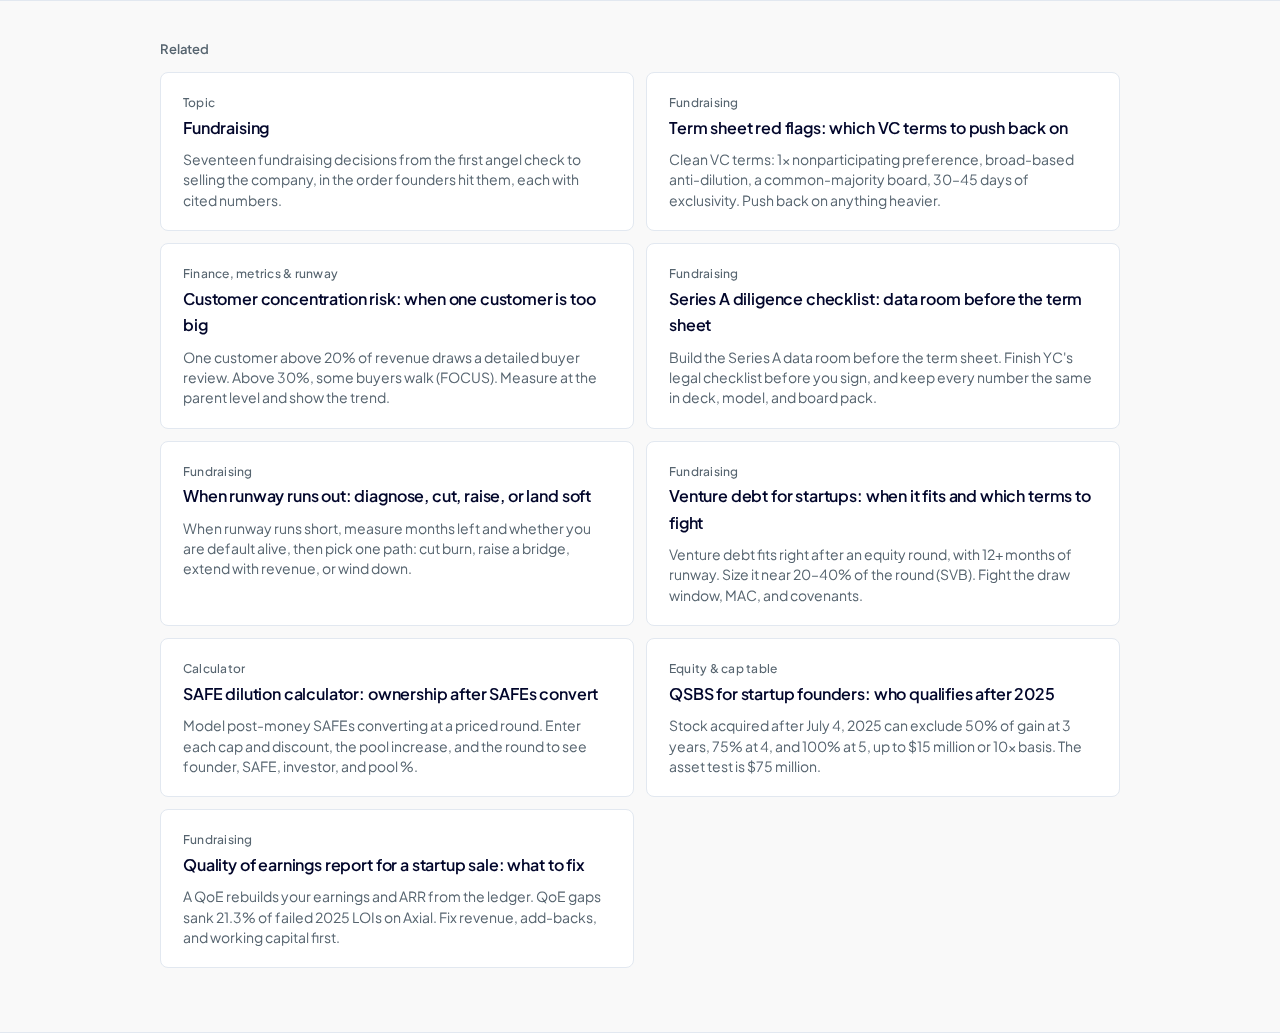 Related
Topic
Fundraising
Seventeen fundraising decisions from the first angel check to
selling the company, in the order founders hit them, each with
cited numbers.
Fundraising
Term sheet red flags: which VC terms to push back on
Clean VC terms: 1× nonparticipating preference, broad-based
anti-dilution, a common-majority board, 30–45 days of
exclusivity. Push back on anything heavier.
Finance, metrics & runway
Customer concentration risk: when one customer is too
big
One customer above 20% of revenue draws a detailed buyer
review. Above 30%, some buyers walk (FOCUS). Measure at the
parent level and show the trend.
Fundraising
Series A diligence checklist: data room before the term
sheet
Build the Series A data room before the term sheet. Finish YC's
legal checklist before you sign, and keep every number the same
in deck, model, and board pack.
Fundraising
When runway runs out: diagnose, cut, raise, or land soft
When runway runs short, measure months left and whether you
are default alive, then pick one path: cut burn, raise a bridge,
extend with revenue, or wind down.
Fundraising
Venture debt for startups: when it fits and which terms to
fight
Venture debt fits right after an equity round, with 12+ months of
runway. Size it near 20–40% of the round (SVB). Fight the draw
window, MAC, and covenants.
Calculator
SAFE dilution calculator: ownership after SAFEs convert
Model post-money SAFEs converting at a priced round. Enter
each cap and discount, the pool increase, and the round to see
founder, SAFE, investor, and pool %.
Equity & cap table
QSBS for startup founders: who qualifies after 2025
Stock acquired after July 4, 2025 can exclude 50% of gain at 3
years, 75% at 4, and 100% at 5, up to $15 million or 10× basis. The
asset test is $75 million.
Fundraising
Quality of earnings report for a startup sale: what to fix
A QoE rebuilds your earnings and ARR from the ledger. QoE gaps
sank 21.3% of failed 2025 LOIs on Axial. Fix revenue, add-backs,
and working capital first.